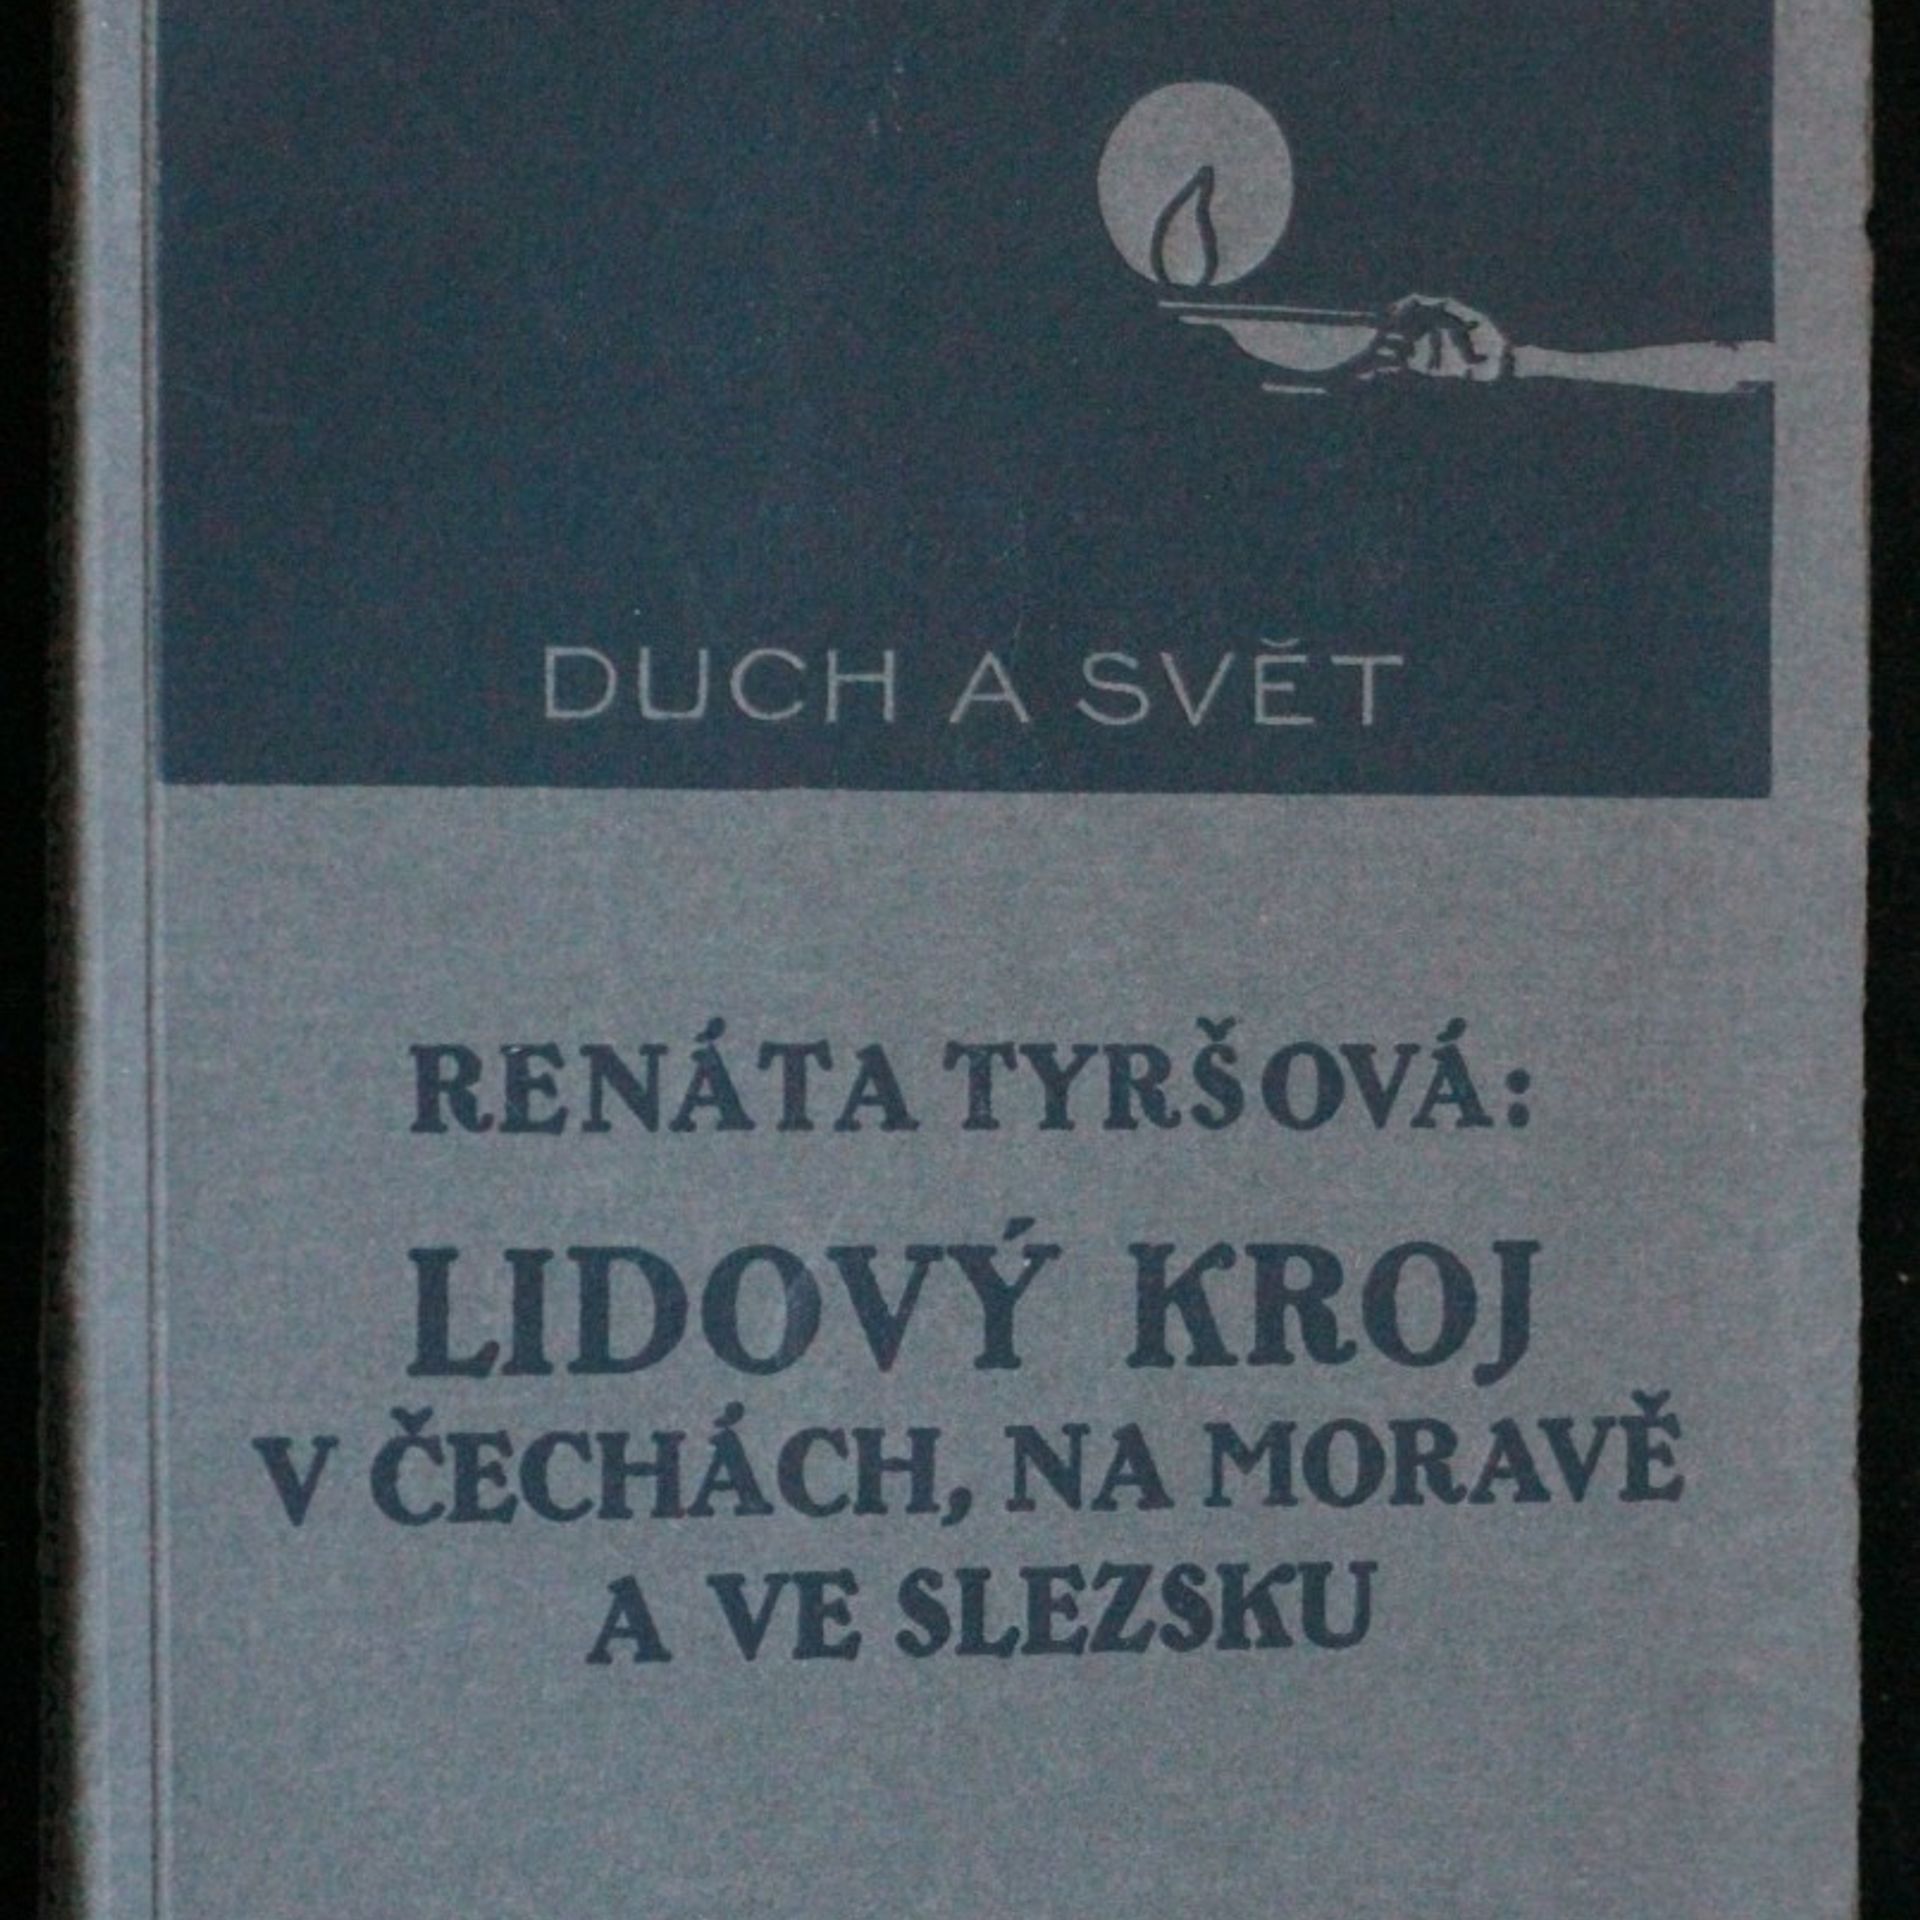 DUCH A SVĚT
RENÁTA TYRŠOVÁ:
LIDOVÝ KROJ
V ČECHÁCH, NA MORAVĚ
A VE SLEZSKU